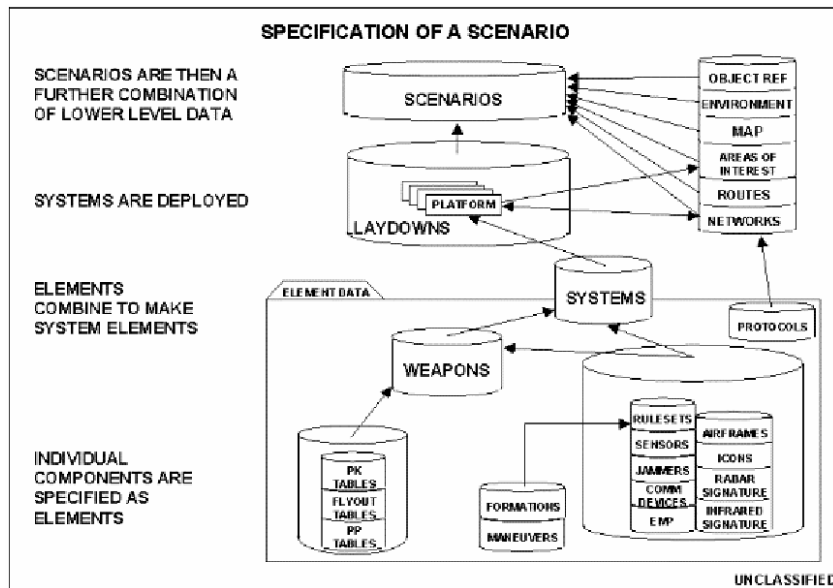 SPECIFICATION OF A SCENARIO
SCENARIOS ARE THEN A
FURTHER COMBINATION
OF LOWER LEVEL DATA
SCENARIOS
OBJECT REF
ENVIRONMENT
MAP
AREAS OF
INTEREST
ROUTES
NETWORKS
SYSTEMS ARE DEPLOYED
PLATFORM
LAYDOWNS
ELEMENTS
COMBINE TO MAKE
SYSTEM ELEMENTS
ELEMENT DATA
SYSTEMS
PROTOCOLS
WEAPONS
INDIVIDUAL
COMPONENTS ARE
SPECIFIED AS
ELEMENTS
PK
TABLES
FLYOUT
TABLES
PP
TABLES
FORMATIONS
MANEUVERS
RULESETS
SENSORS
JAMMERS
COMM
DEVICES
EMP
AIRFRAMES
ICONS
RADAR
SIGNATURE
INFRARED
SIGNATURE
UNCLASSIFIED